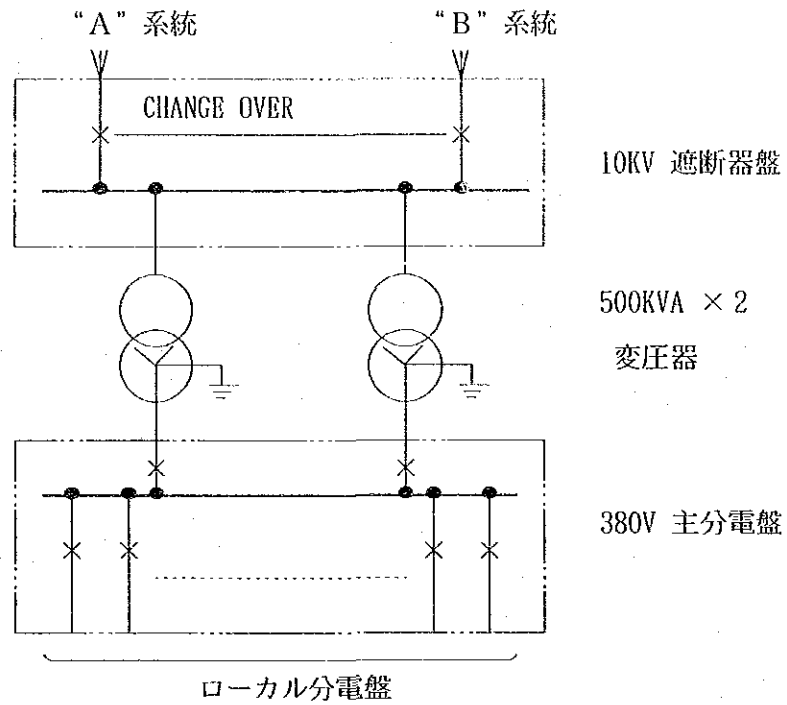 “A” 系統
“B” 系統
CHANGE OVER
10KV 遮断器盤
500KVA × 2
変圧器
380V 主分電盤
ローカル分電盤